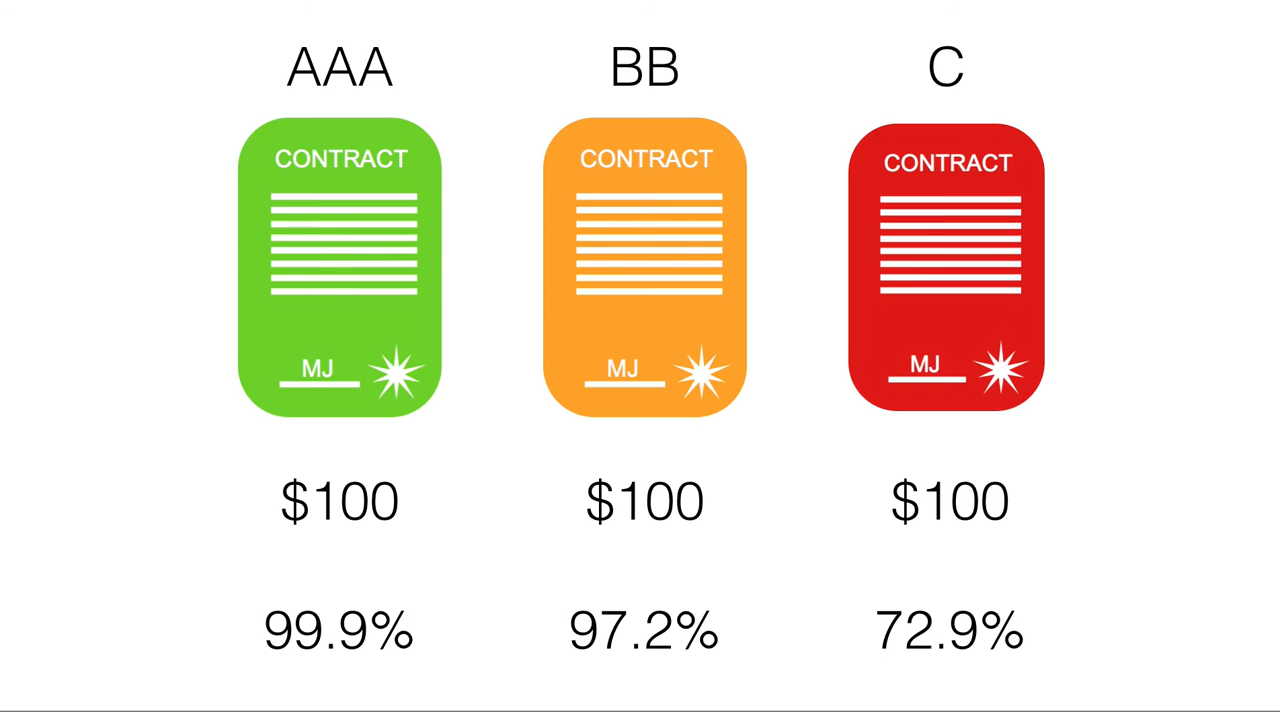 AAA BB C
CONTRACT CONTRACT CONTRACT
MJ MJ MJ
$100 $100 $100
99.9% 97.2% 72.9%